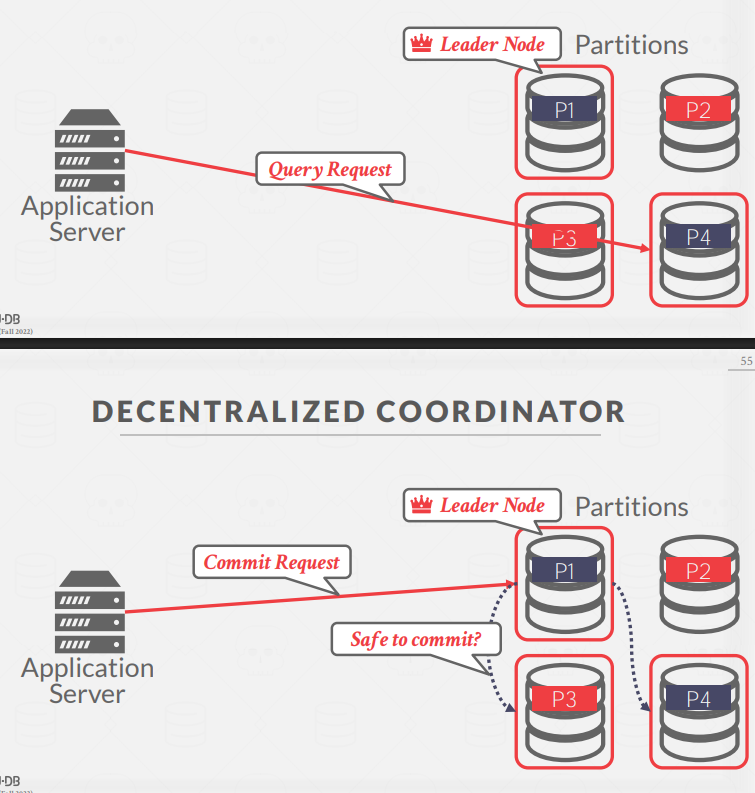 Leader Node
Partitions
P1
P2
Query Request
Application
Server
P3
P4
·DB
(Fall 2022)
55
DECENTRALIZED COORDINATOR
Leader Node
Partitions
Commit Request
P1
P2
Application
Server
Safe to commit?
P3
P4
·DB